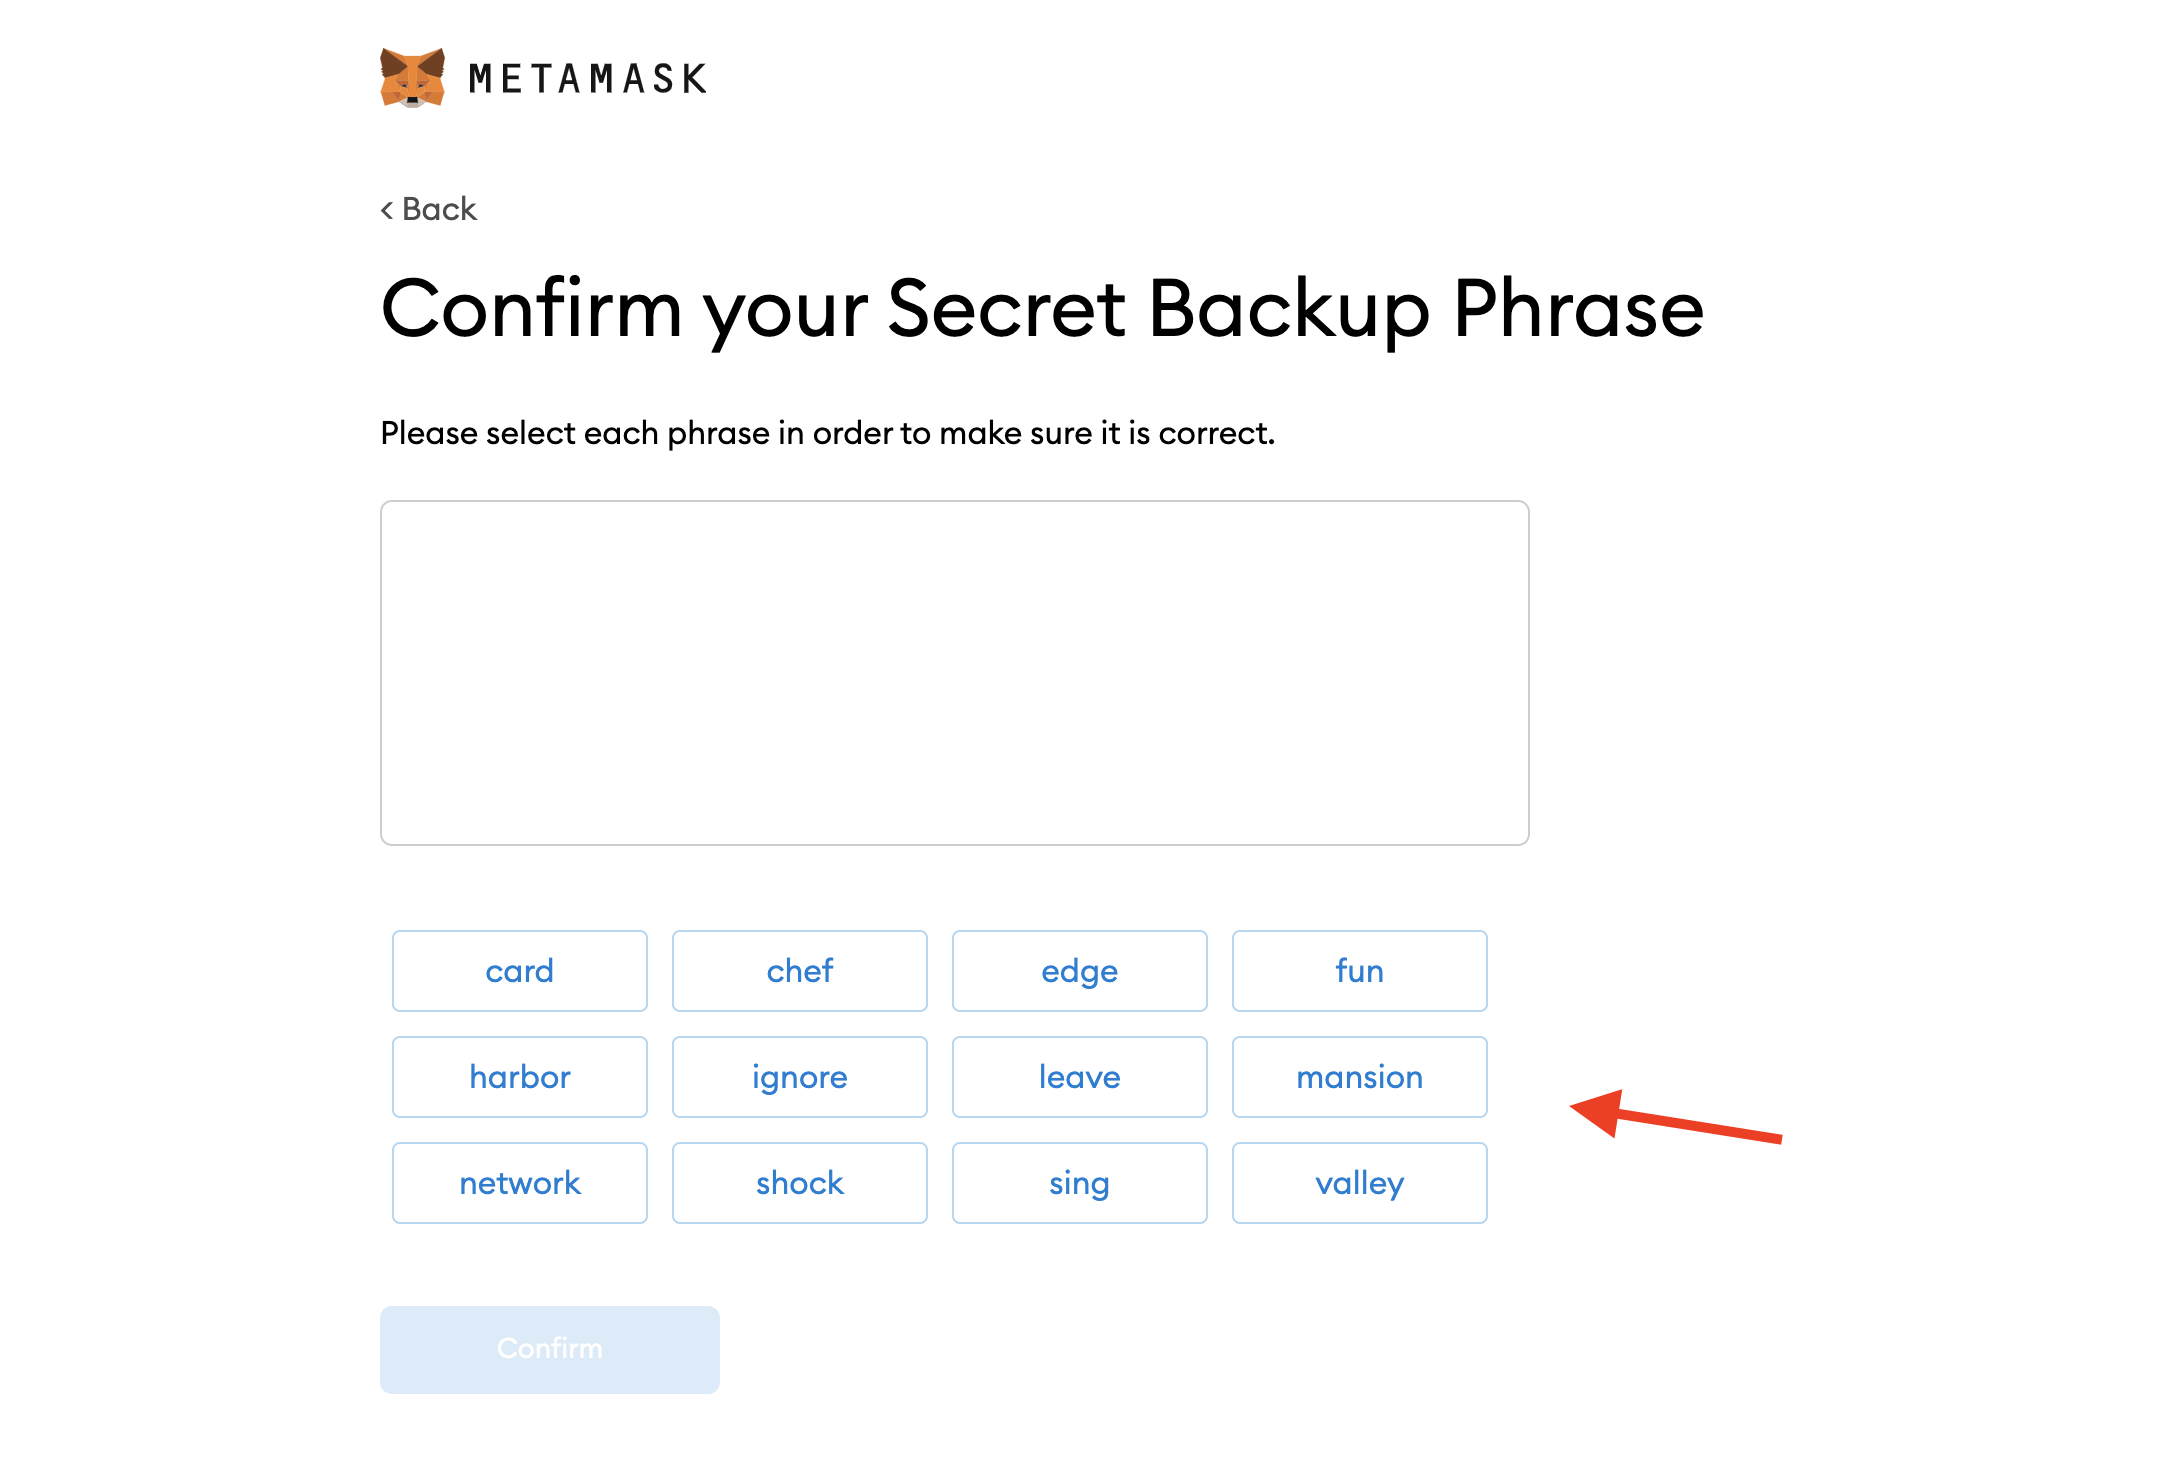 METAMASK
< Back
Confirm your Secret Backup Phrase
Please select each phrase in order to make sure it is correct.
card chef edge fun
harbor ignore leave mansion
network shock sing valley
Confirm